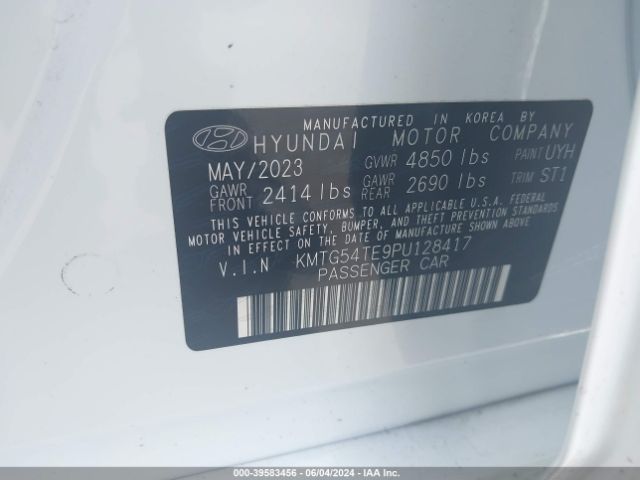 MANUFACTURED IN KOREA BY
HYUNDAI MOTOR COMPANY
MAY/2023 GVWR 4850 lbs PAINT UYH
GAWR FRONT 2414 lbs GAWR REAR 2690 lbs TRIM ST1
THIS VEHICLE CONFORMS TO ALL APPLICABLE U.S.A. FEDERAL
MOTOR VEHICLE SAFETY, BUMPER, AND THEFT PREVENTION STANDARDS
IN EFFECT ON THE DATE OF MANUFACTURE SHOWN ABOVE.
V.I.N KMTG54TE9PU128417
PASSENGER CAR
000-39583456 - 06/04/2024 - IAAI.COM